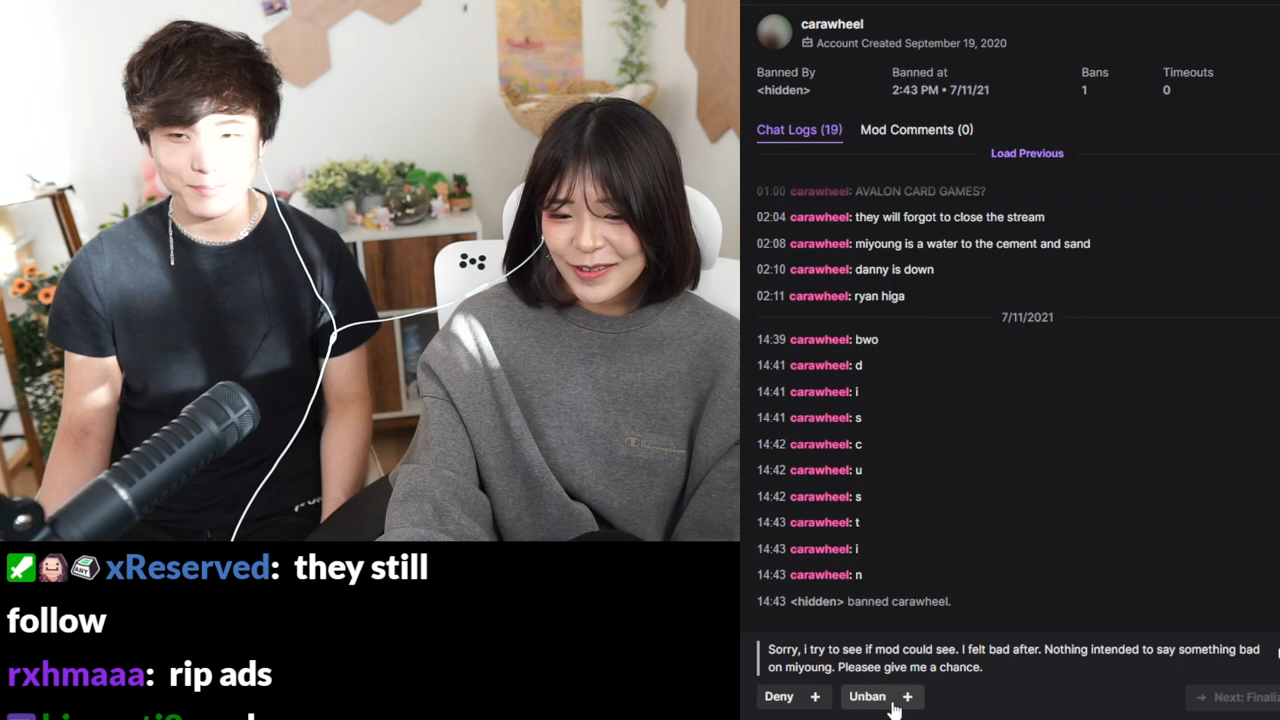 carawheel
Account Created September 19, 2020
Banned By
Banned at
Bans
Timeouts
<hidden>
2:43 PM • 7/11/21
1
0
Chat Logs (19)
Mod Comments (0)
Load Previous
01:00 carawheel: AVALON CARD GAMES?
02:04 carawheel: they will forgot to close the stream
02:08 carawheel: miyoung is a water to the cement and sand
02:10 carawheel: danny is down
02:11 carawheel: ryan higa
7/11/2021
14:39 carawheel: bwo
14:41 carawheel: d
14:41 carawheel: i
14:41 carawheel: s
14:42 carawheel: c
14:42 carawheel: u
14:42 carawheel: s
14:43 carawheel: t
14:43 carawheel: i
14:43 carawheel: n
14:43 <hidden> banned carawheel.
Sorry, i try to see if mod could see. I felt bad after. Nothing intended to say something bad
on miyoung. Pleasee give me a chance.
Deny +
Unban +
→ Next: Finaliz
Champion
ANY
xReserved: they still
follow
rxhmaaa: rip ads